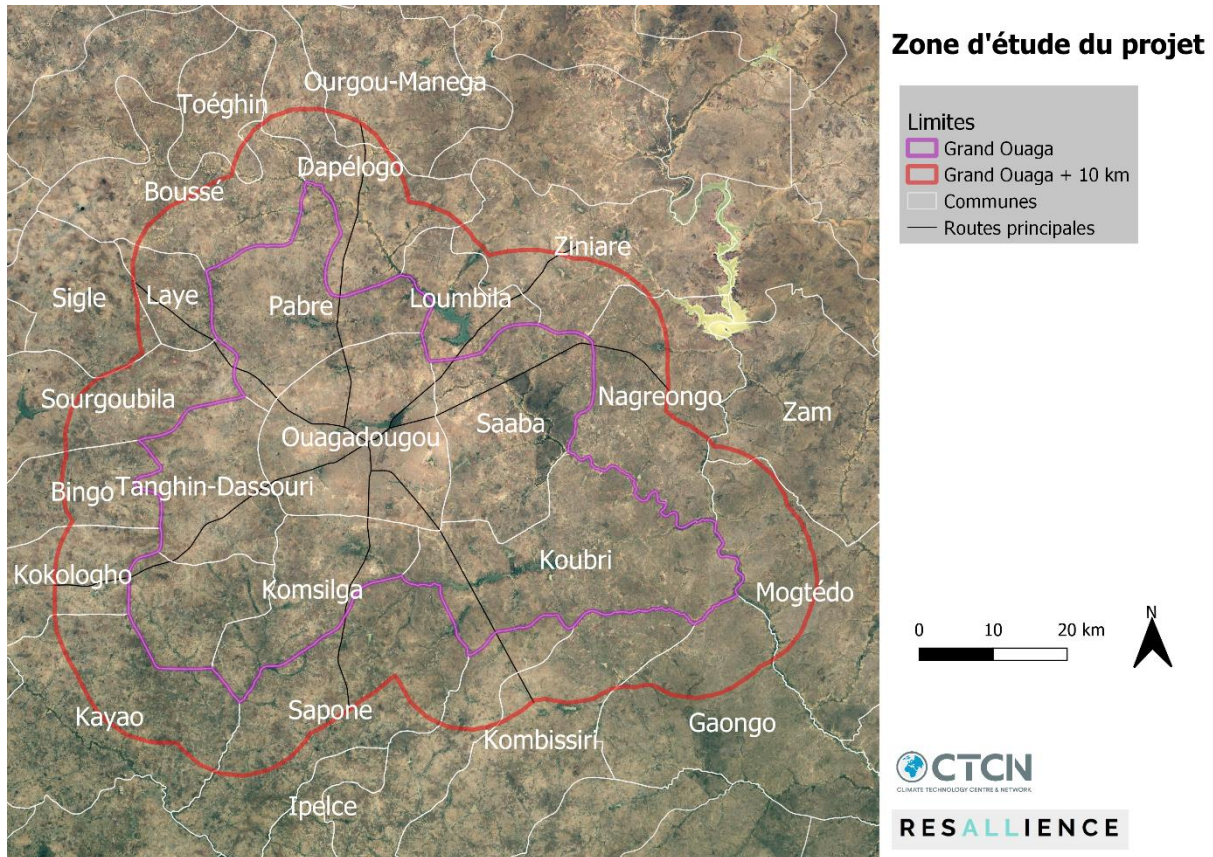 Zone d'étude du projet
Limites
Grand Ouaga
Grand Ouaga + 10 km
Communes
Routes principales
Ourgou-Manega
Toéghin
Dapélogo
Boussé
Ziniare
Sigle
Laye
Pabre
Loumbila
Sourgoubila
Nagreongo
Zam
Saaba
Ouagadougou
Bingo
Tanghin-Dassouri
Koubri
Kokologho
Komsilga
Mogtédo
Kayao
Sapone
Gaongo
Kombissiri
Ipelce
N
0 10 20 km
CTCN
CLIMATE TECHNOLOGY CENTRE & NETWORK
RESALLIENCE